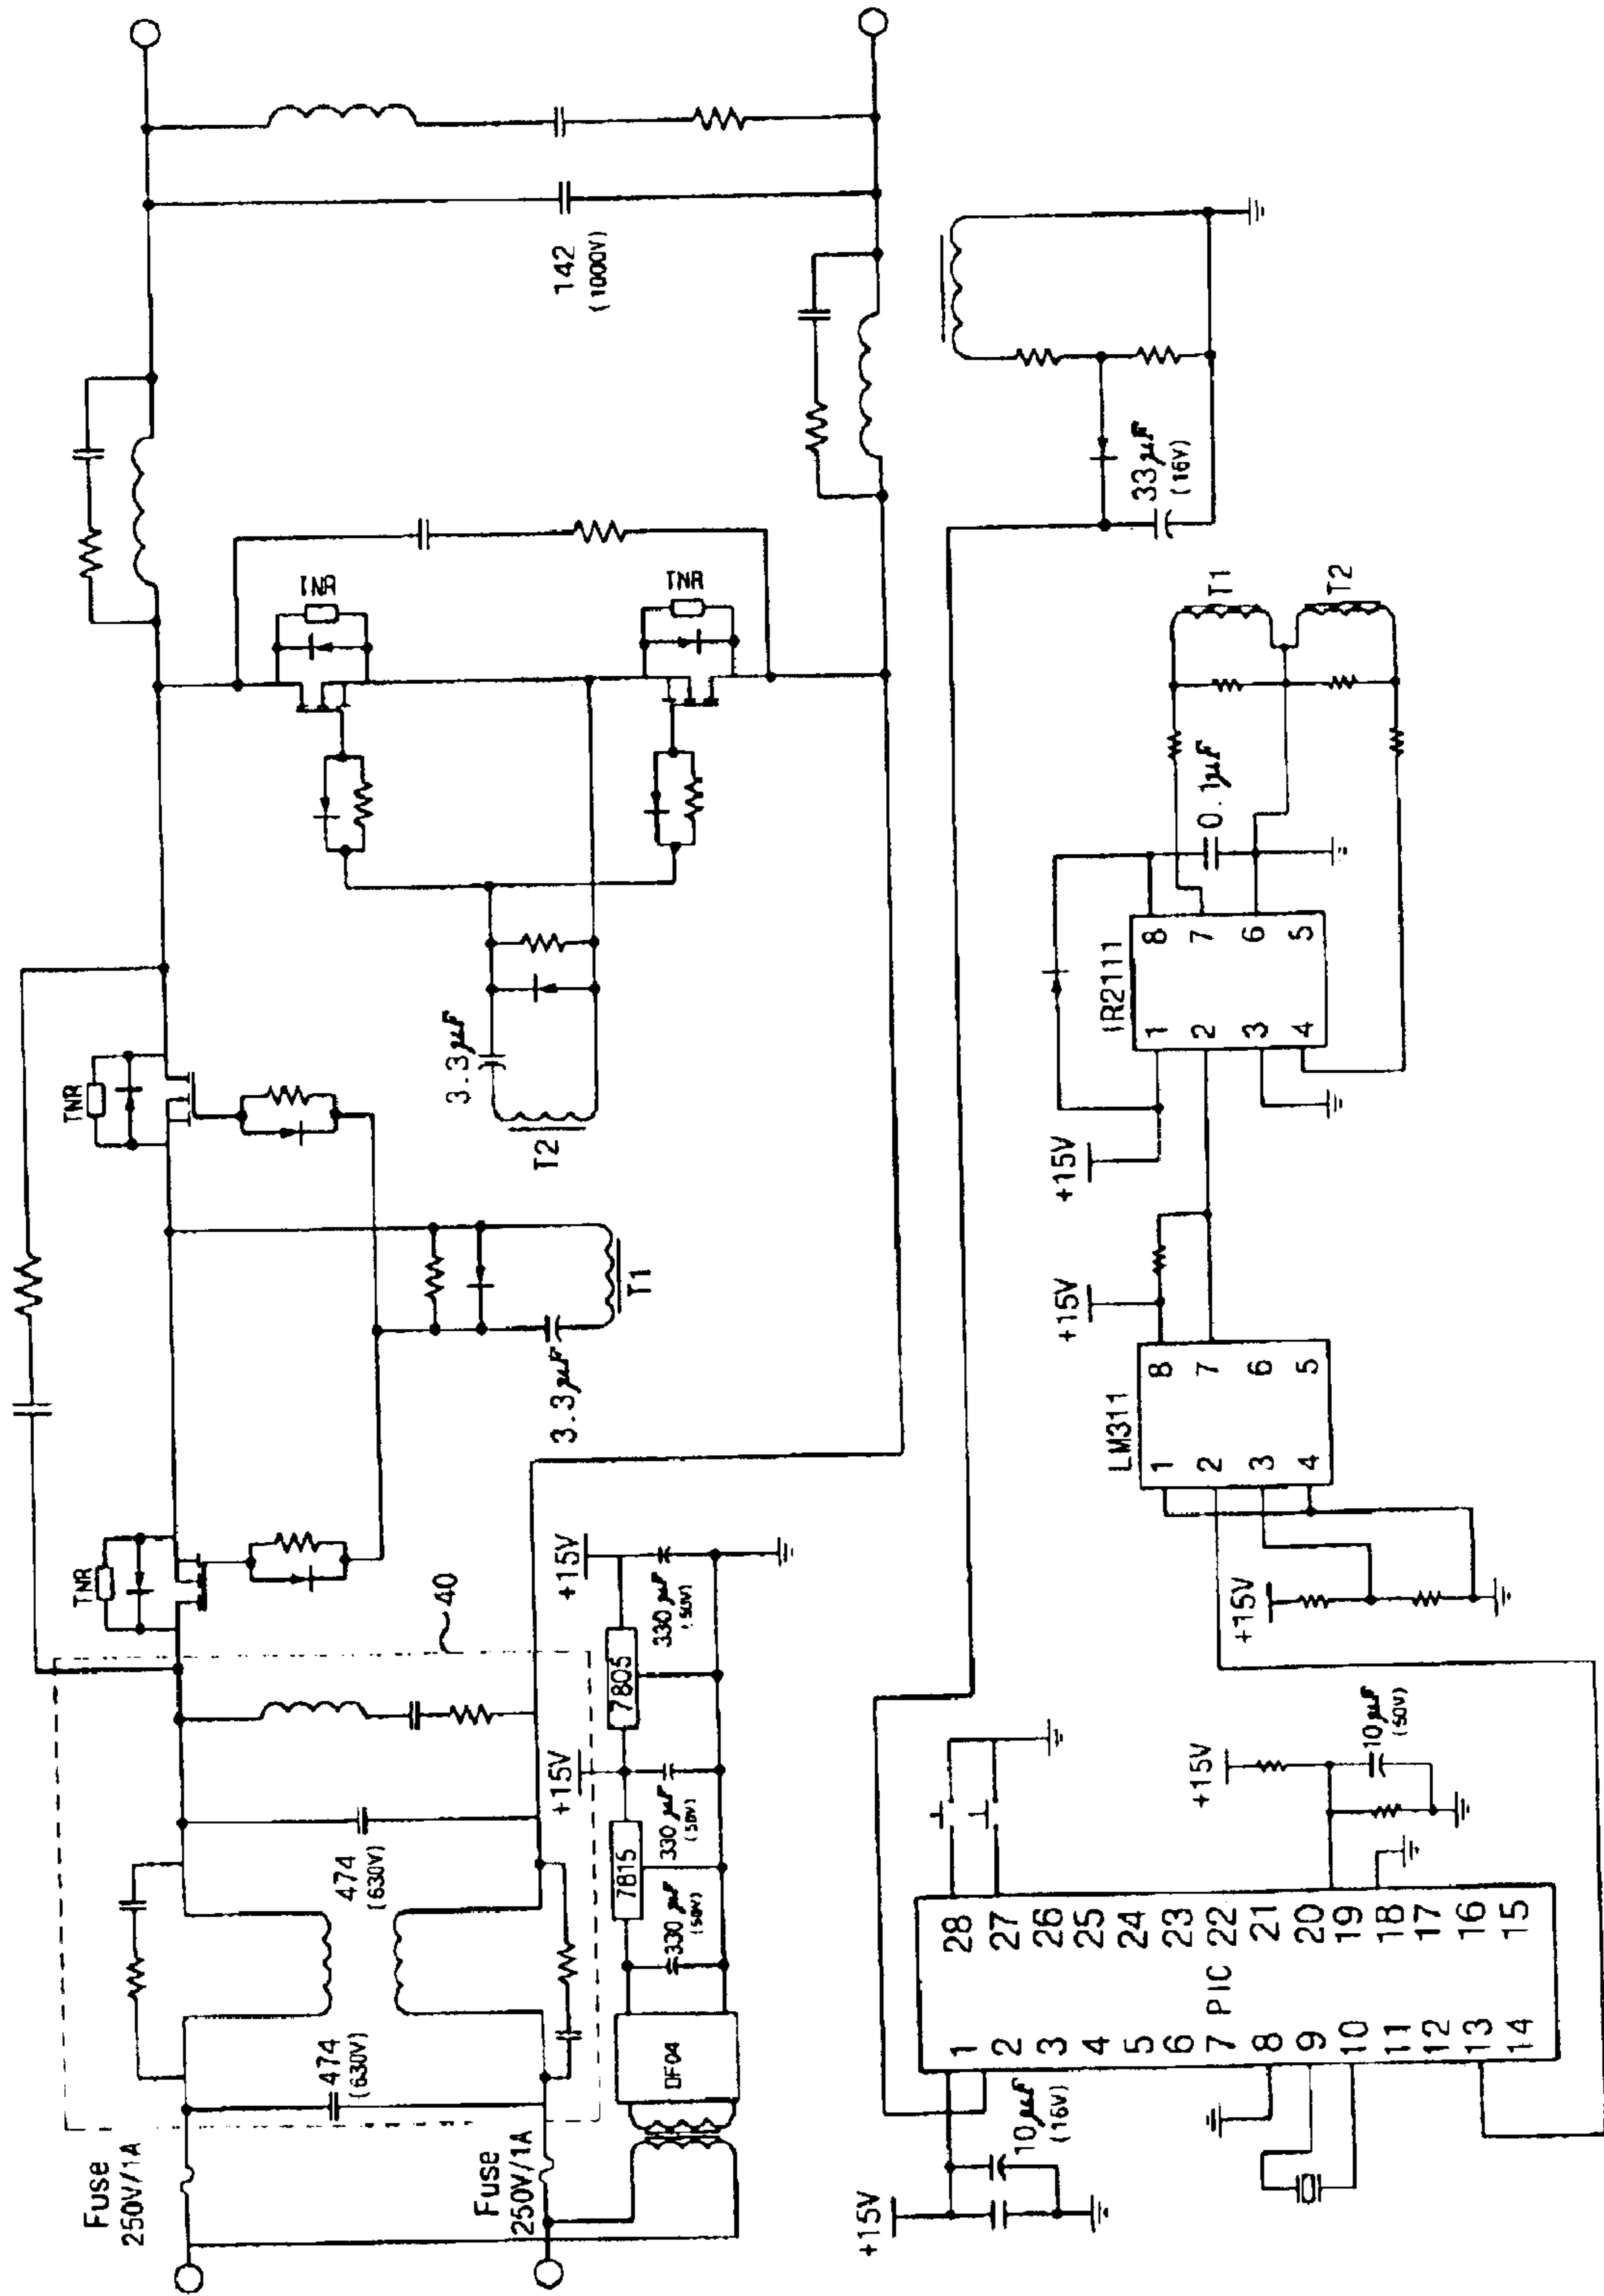 Fuse
250V/1A
Fuse
250V/1A
474
(630V)
474
(630V)
40
TNR
TNR
TNR
TNR
3.3μF
T1
3.3μF
T2
142
(1000V)
DF04
330μF
(50V)
7815
+15V
330μF
(50V)
7805
+15V
330μF
(50V)
33μF
(16V)
+15V
10μF
(16V)
PIC
1
2
3
4
5
6
7
8
9
10
11
12
13
14
28
27
26
25
24
23
22
21
20
19
18
17
16
15
+15V
10μF
(50V)
+15V
LM311
1
2
3
4
8
7
6
5
+15V
+15V
IR2111
1
2
3
4
8
7
6
5
0.1μF
T1
T2